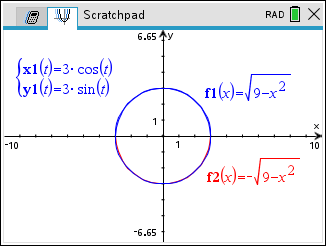 Scratchpad RAD
6.65 y
x1(t)=3·cos(t)
y1(t)=3·sin(t)
f1(x)=√9-x²
1
x
-10 1 10
f2(x)=-√9-x²
-6.65